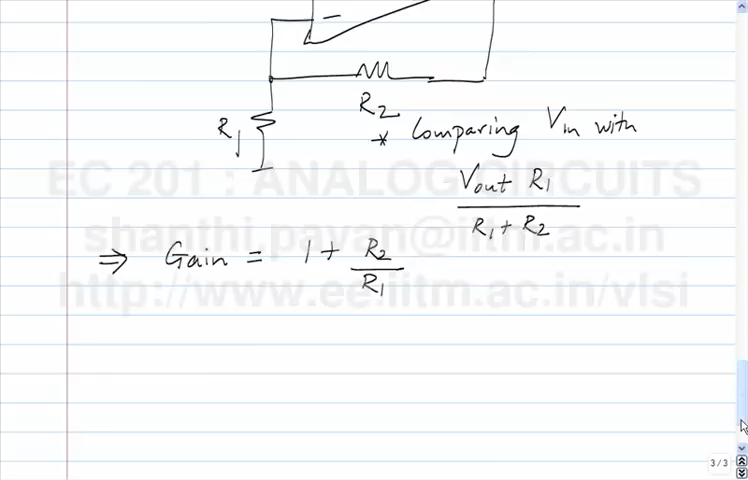 −
R2
R1
* Comparing Vin with
Vout R1
R1 + R2
EC 201 : ANALOG CIRCUITS
shanthi.pavan@iitm.ac.in
⇒ Gain = 1 + R2
R1
http://www.ee.iitm.ac.in/vlsi
3/3